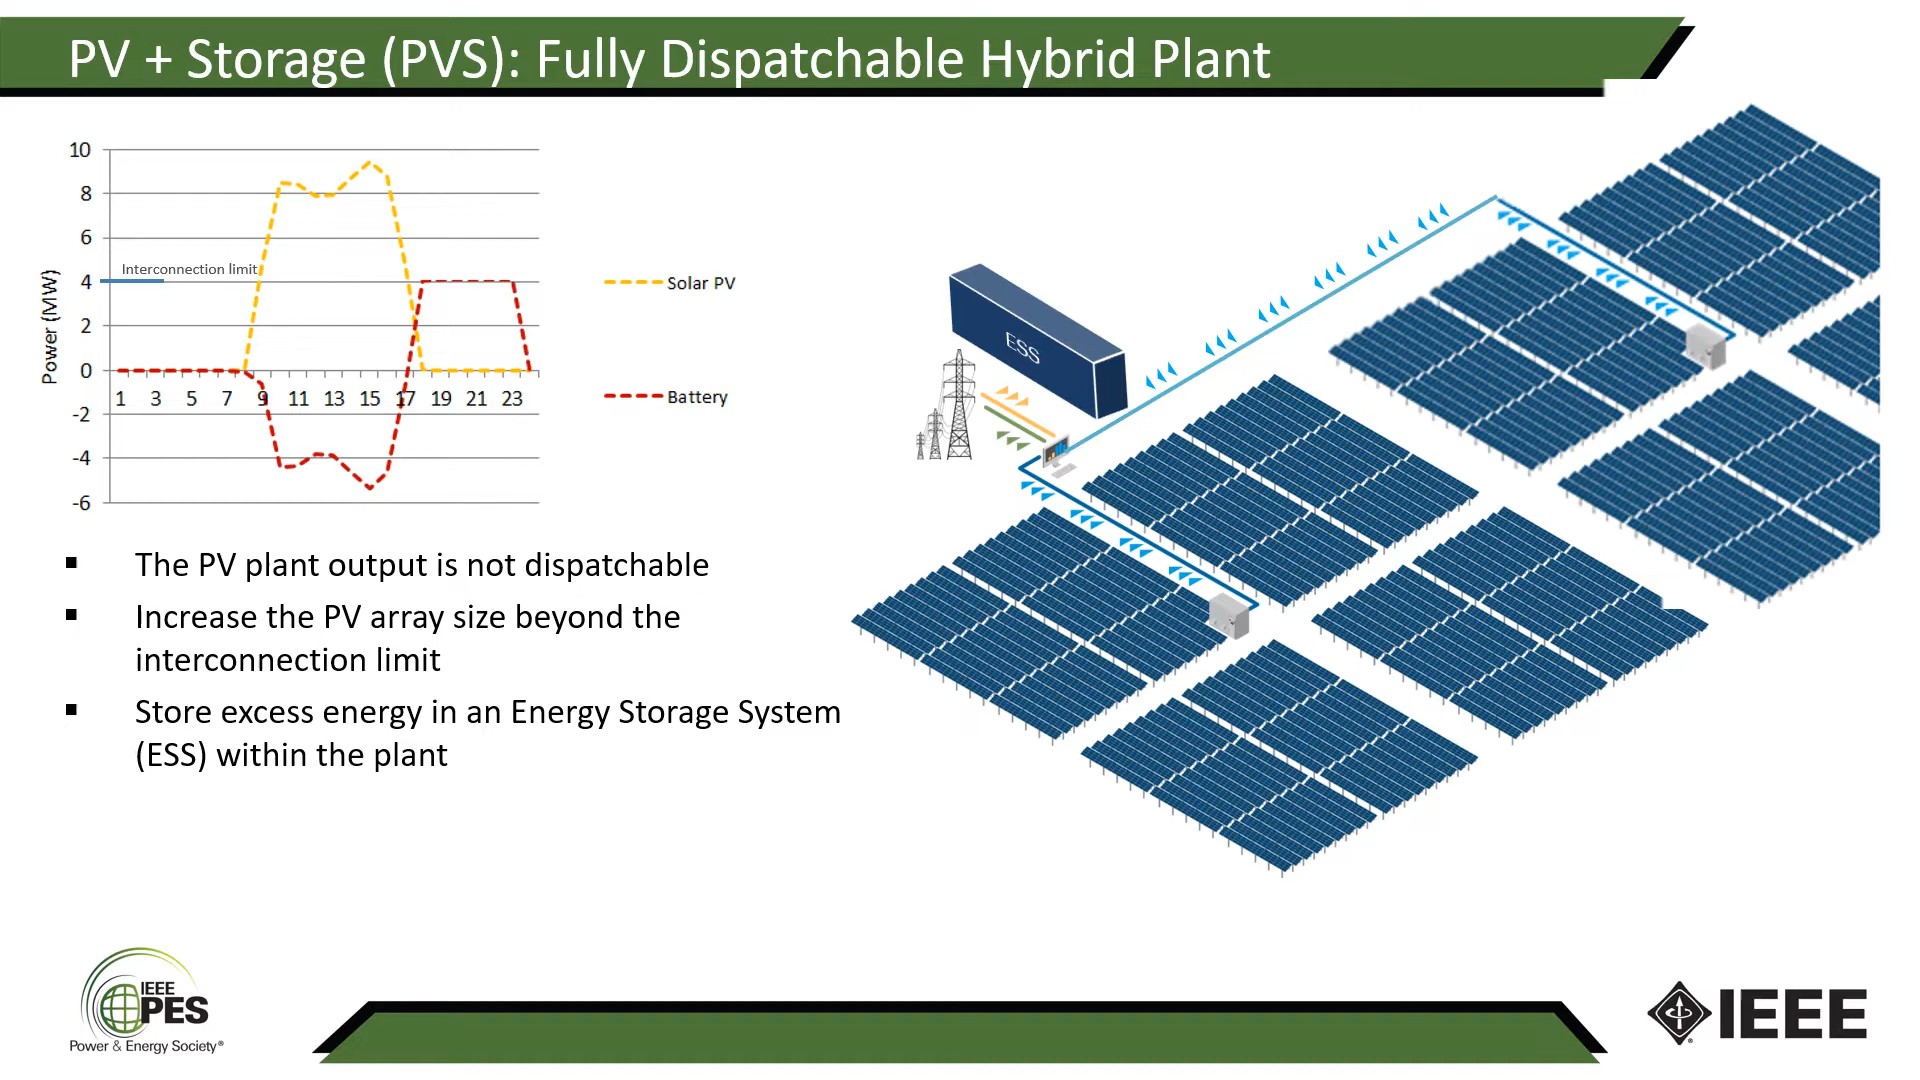 PV + Storage (PVS): Fully Dispatchable Hybrid Plant
10
8
6
4
2
0
-2
-4
-6
Power (MW)
Interconnection limit
1 3 5 7 9 11 13 15 17 19 21 23
Solar PV
Battery
ESS
▪ The PV plant output is not dispatchable
▪ Increase the PV array size beyond the
interconnection limit
▪ Store excess energy in an Energy Storage System
(ESS) within the plant
IEEE
PES
Power & Energy Society®
IEEE